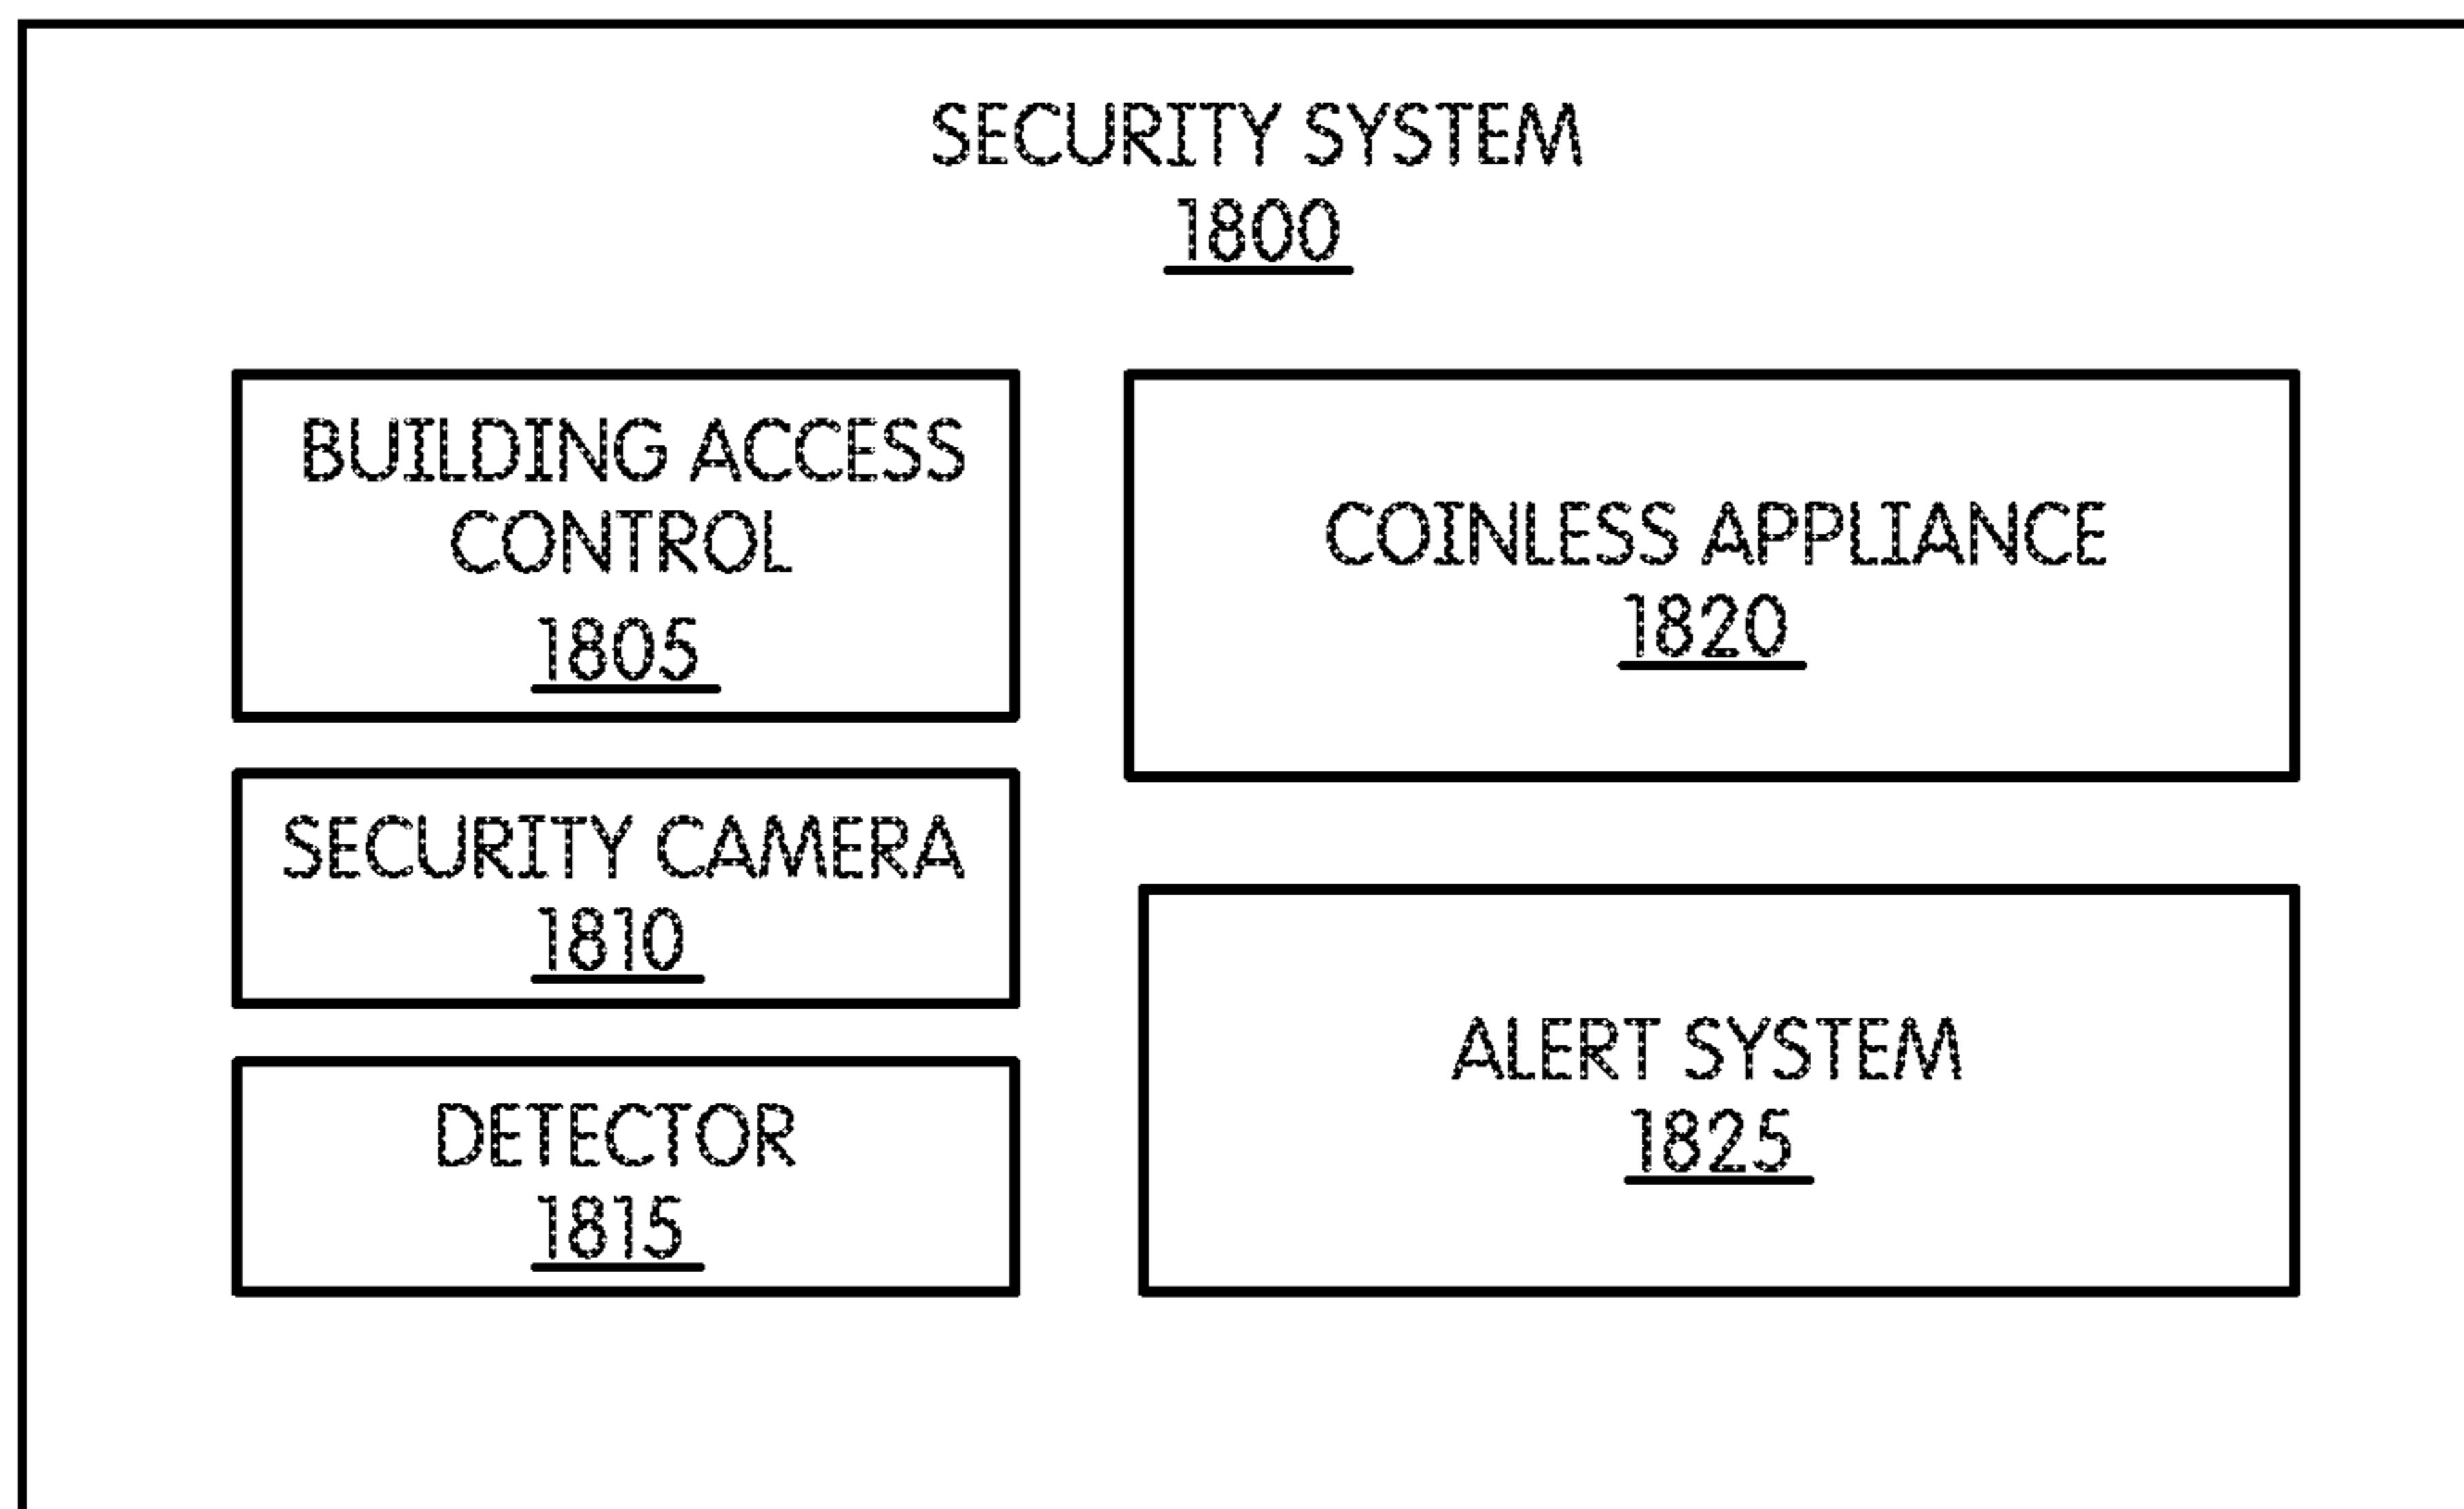 SECURITY SYSTEM
1800
BUILDING ACCESS
CONTROL
1805
SECURITY CAMERA
1810
DETECTOR
1815
COINLESS APPLIANCE
1820
ALERT SYSTEM
1825